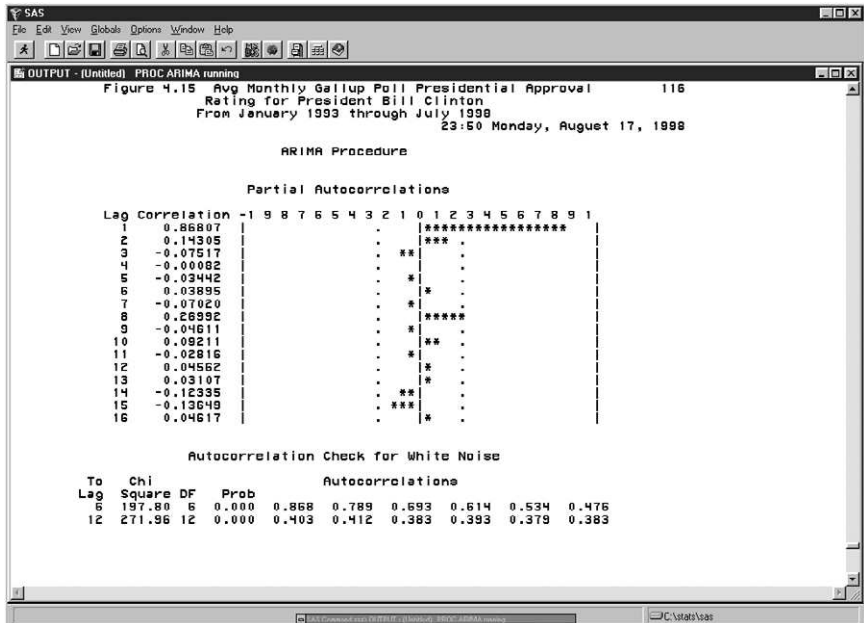 SAS
File Edit View Globals Options Window Help
OUTPUT - (Untitled) PROC ARIMA running
Figure 4.15 Avg Monthly Gallup Poll Presidential Approval 116
Rating for President Bill Clinton
From January 1993 through July 1998
23:50 Monday, August 17, 1998
ARIMA Procedure
Partial Autocorrelations
Lag Correlation -1 9 8 7 6 5 4 3 2 1 0 1 2 3 4 5 6 7 8 9 1
1 0.86807 | . |***************** |
2 0.14305 | . |*** . |
3 -0.07517 | . **| . |
4 -0.00082 | . | . |
5 -0.03442 | . *| . |
6 0.03895 | . |* . |
7 -0.07020 | . *| . |
8 0.26992 | . |***** |
9 -0.04611 | . *| . |
10 0.09211 | . |** . |
11 -0.02816 | . *| . |
12 0.04562 | . |* . |
13 0.03107 | . |* . |
14 -0.12335 | . **| . |
15 -0.13649 | . ***| . |
16 0.04617 | . |* . |
Autocorrelation Check for White Noise
To Chi Autocorrelations
Lag Square DF Prob
6 197.80 6 0.000 0.868 0.789 0.693 0.614 0.534 0.476
12 271.96 12 0.000 0.403 0.412 0.383 0.393 0.379 0.383
SAS Command run OUTPUT - (Untitled) PROC ARIMA running
C:\stats\sas